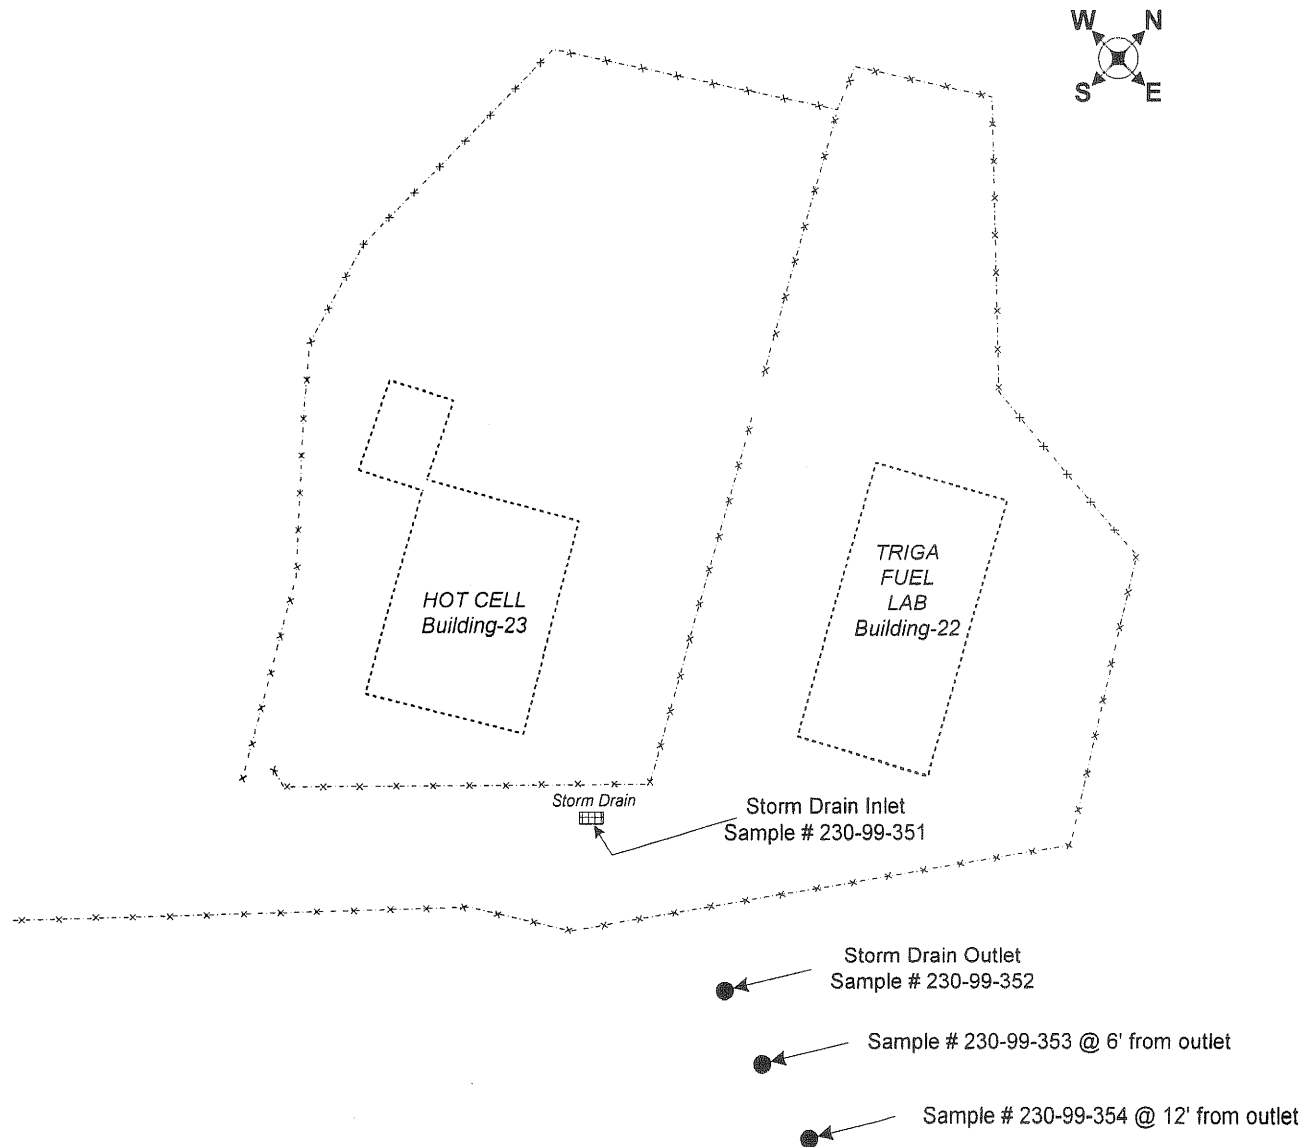 W N
S E
HOT CELL
Building-23
TRIGA
FUEL
LAB
Building-22
Storm Drain
Storm Drain Inlet
Sample # 230-99-351
Storm Drain Outlet
Sample # 230-99-352
Sample # 230-99-353 @ 6' from outlet
Sample # 230-99-354 @ 12' from outlet